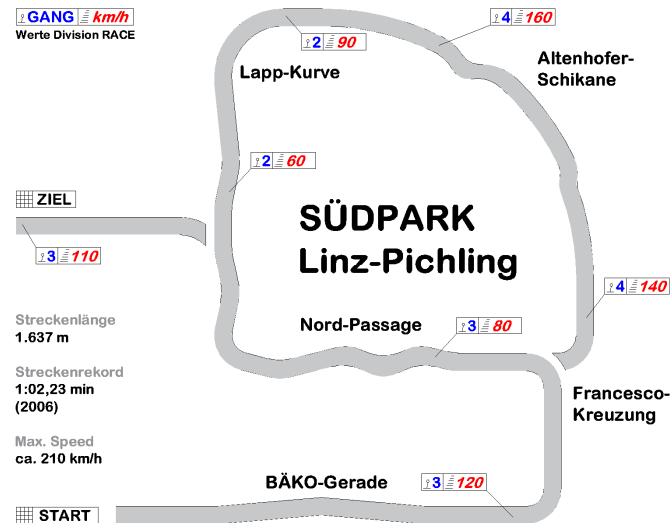 GANG km/h
Werte Division RACE
4 160
2 90
Altenhofer-
Schikane
Lapp-Kurve
2 60
ZIEL
SÜDPARK
Linz-Pichling
3 110
4 140
Streckenlänge
1.637 m
Nord-Passage
3 80
Streckenrekord
1:02,23 min
(2006)
Francesco-
Kreuzung
Max. Speed
ca. 210 km/h
BÄKO-Gerade
3 120
START